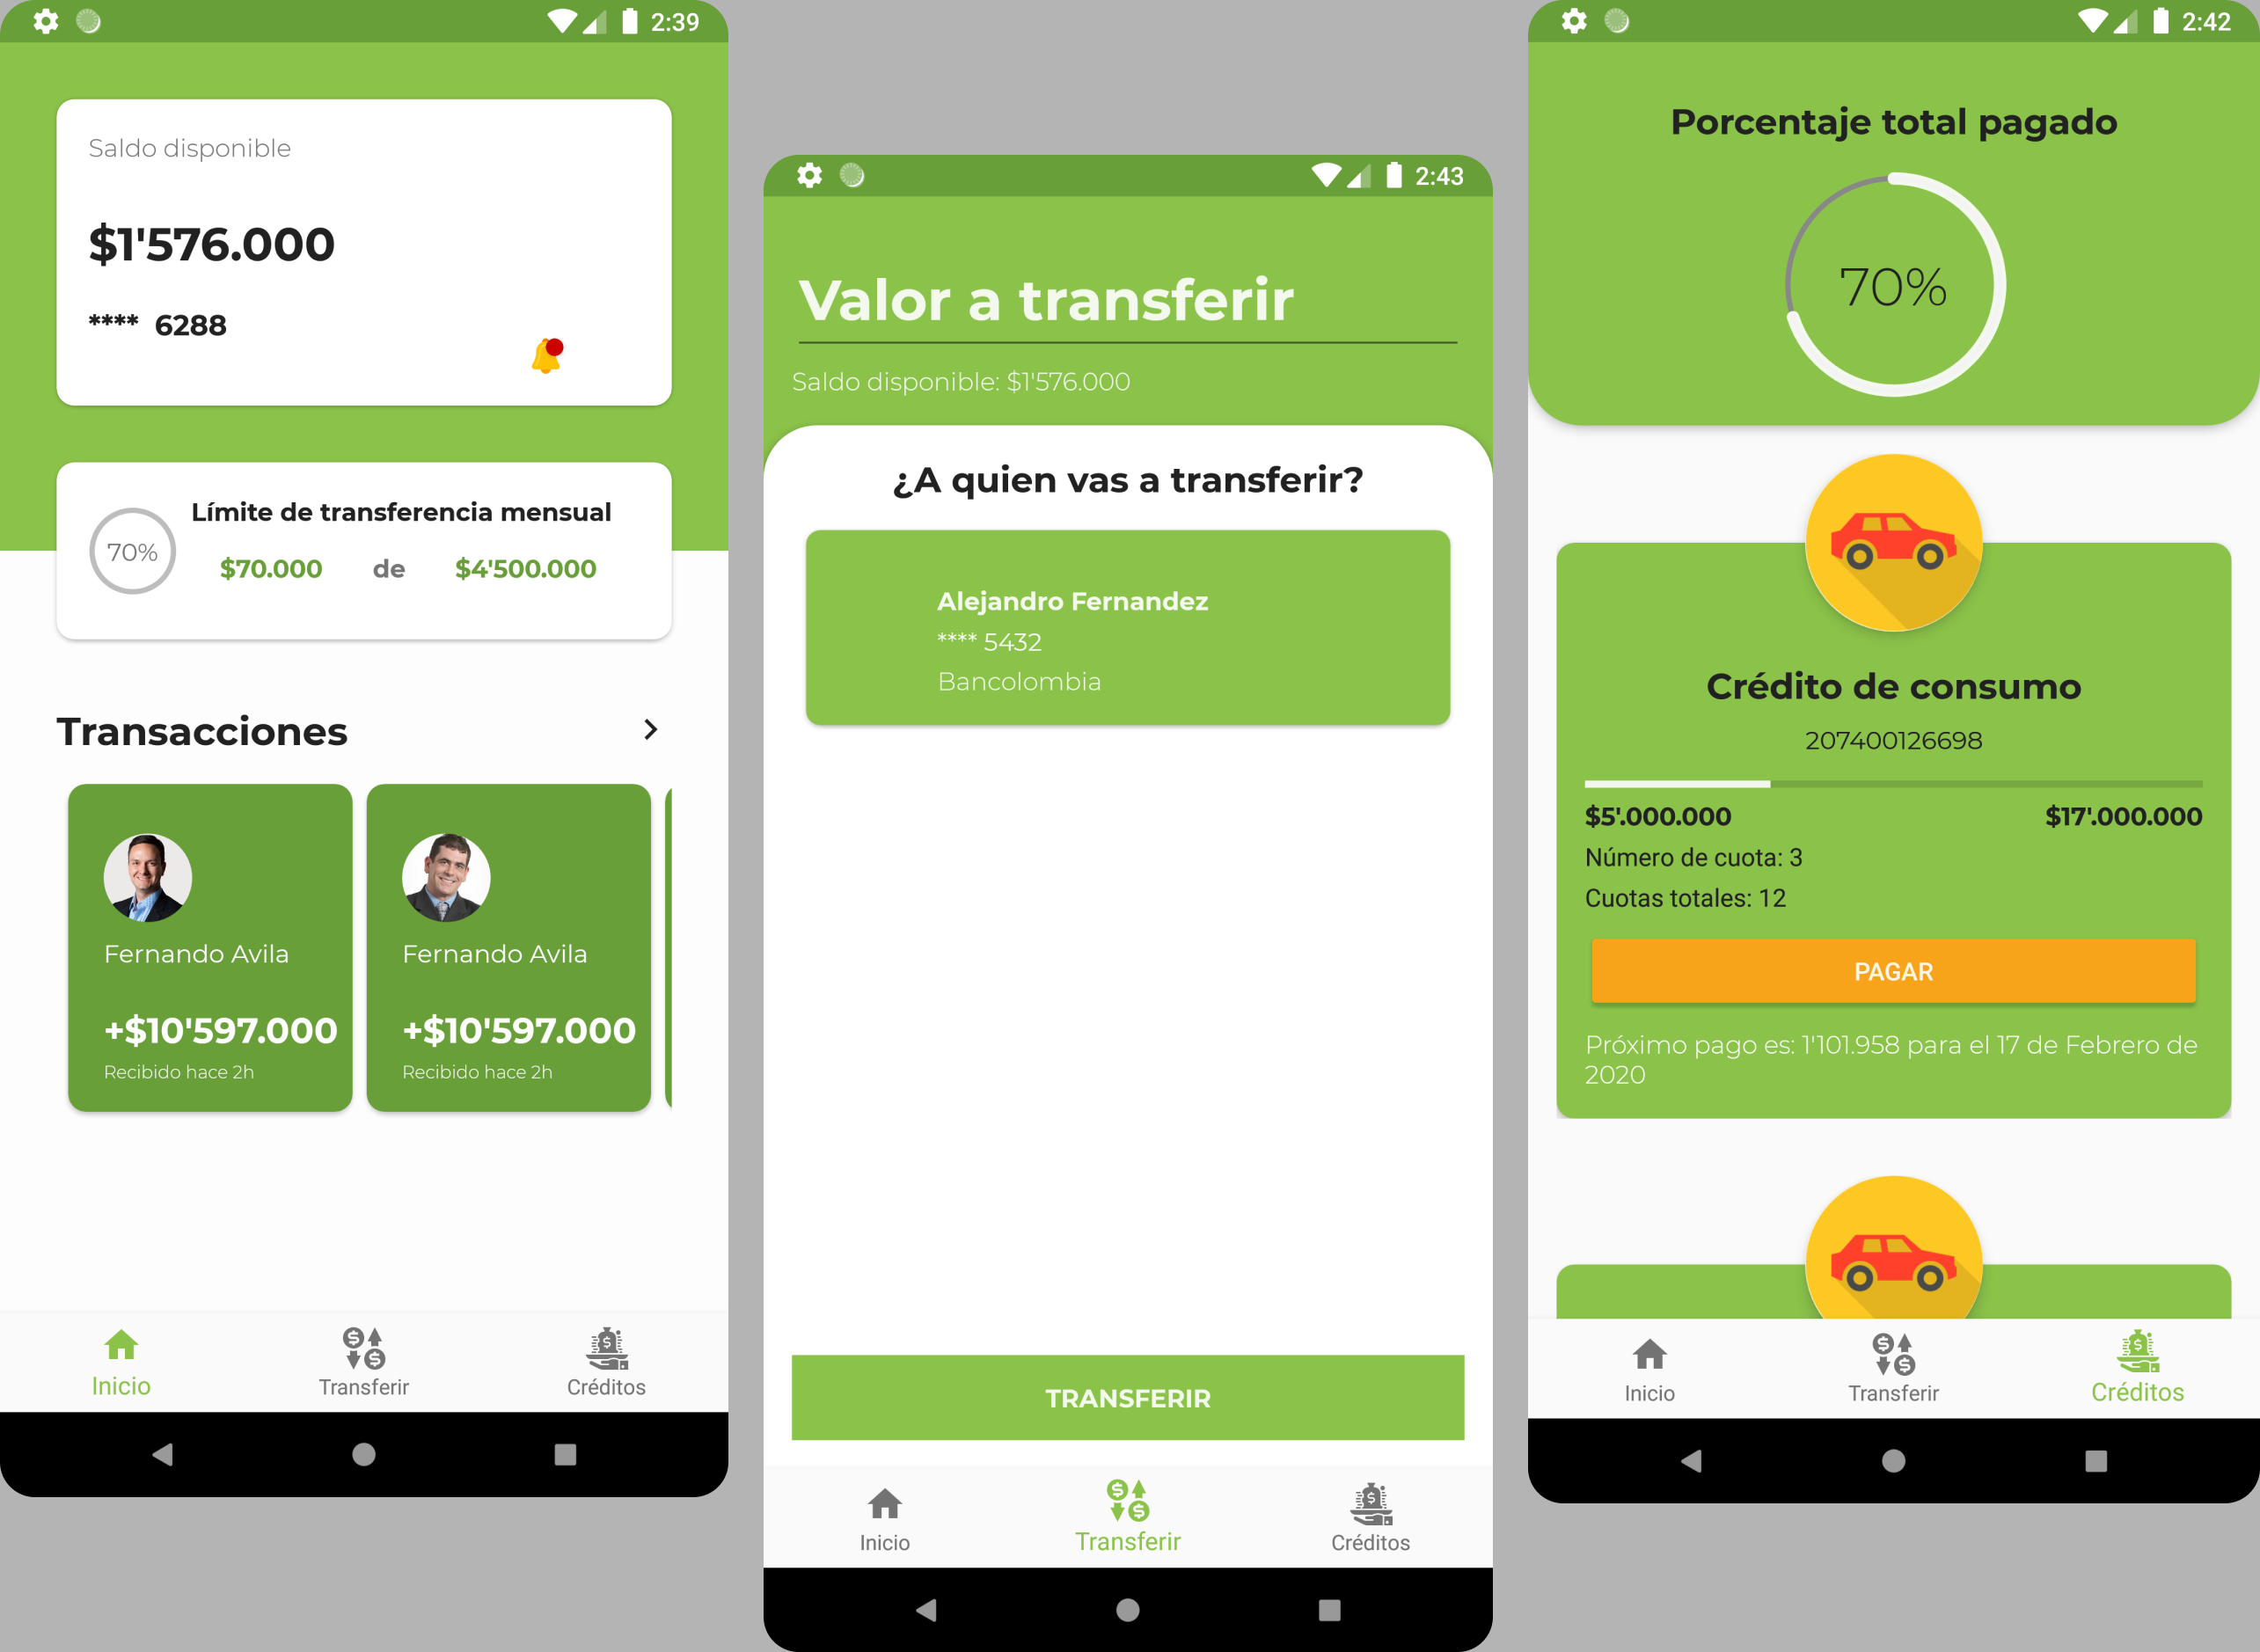 2:39
Saldo disponible
$1'576.000
**** 6288
70%
Límite de transferencia mensual
$70.000 de $4'500.000
Transacciones
Fernando Avila
+$10'597.000
Recibido hace 2h
Fernando Avila
+$10'597.000
Recibido hace 2h
Inicio
Transferir
Créditos
2:43
Valor a transferir
Saldo disponible: $1'576.000
¿A quien vas a transferir?
Alejandro Fernandez
**** 5432
Bancolombia
TRANSFERIR
Inicio
Transferir
Créditos
2:42
Porcentaje total pagado
70%
Crédito de consumo
207400126698
$5'.000.000 $17'.000.000
Número de cuota: 3
Cuotas totales: 12
PAGAR
Próximo pago es: 1'101.958 para el 17 de Febrero de
2020
Inicio
Transferir
Créditos